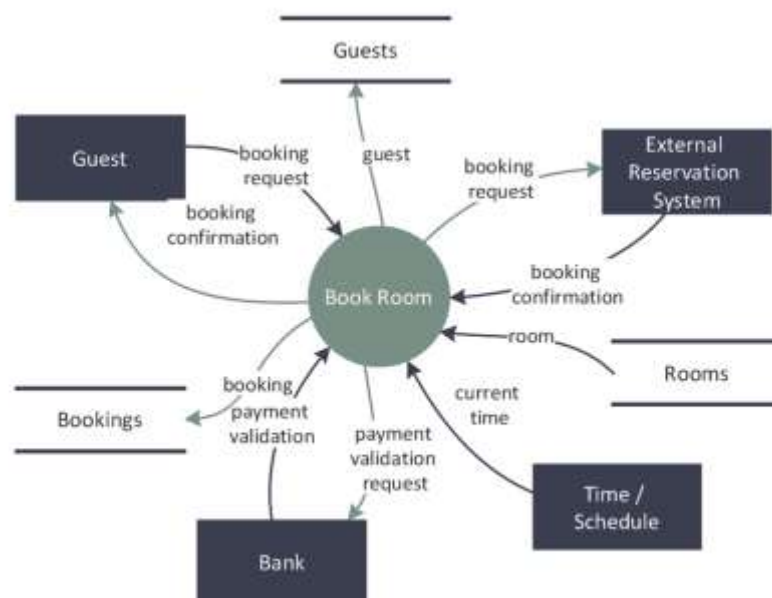 Guests
Guest
booking
request
guest
booking
request
External
Reservation
System
booking
confirmation
Book Room
booking
confirmation
room
Rooms
Bookings
booking
payment
validation
payment
validation
request
current
time
Time /
Schedule
Bank